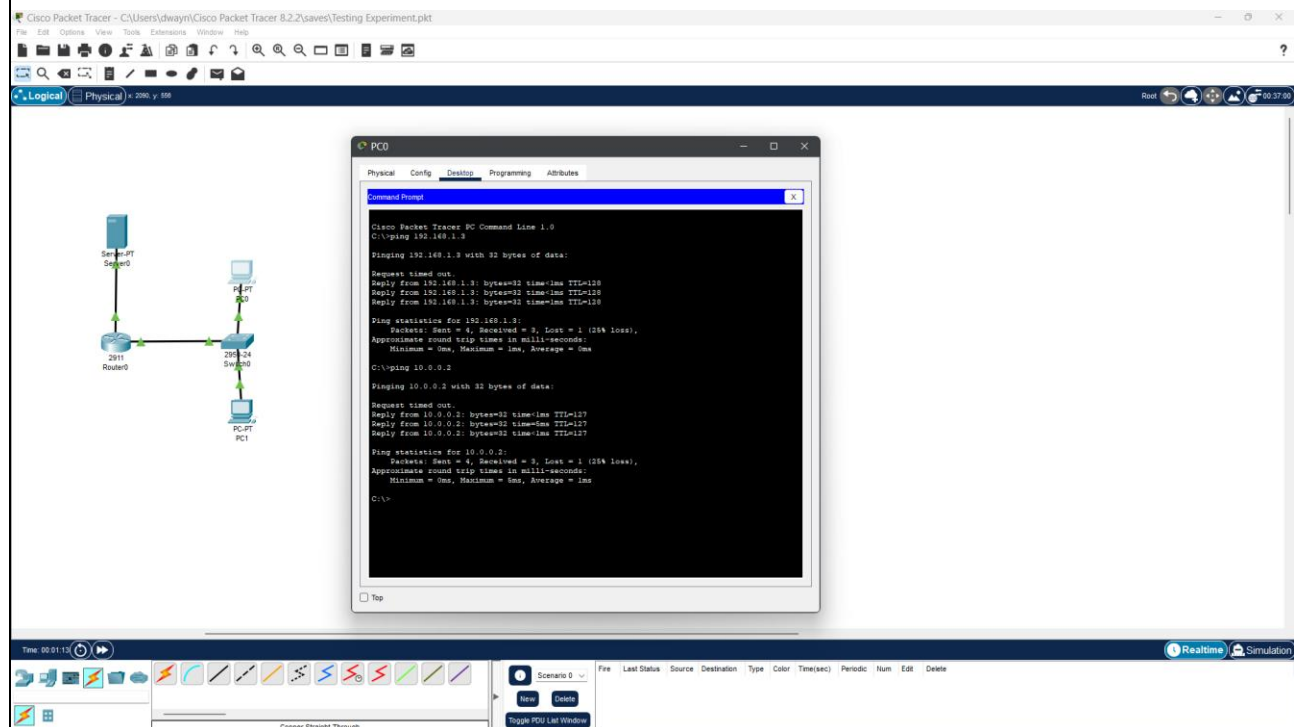 Cisco Packet Tracer - C:\Users\dwayn\Cisco Packet Tracer 8.2.2\saves\Testing Experiment.pkt
File Edit Options View Tools Extensions Window Help
?
Logical Physical x: 2090, y: 556 Root 00:37:00
PC0
Physical Config Desktop Programming Attributes
Command Prompt X
Cisco Packet Tracer PC Command Line 1.0
C:\>ping 192.168.1.3
Pinging 192.168.1.3 with 32 bytes of data:
Request timed out.
Reply from 192.168.1.3: bytes=32 time<1ms TTL=128
Reply from 192.168.1.3: bytes=32 time<1ms TTL=128
Reply from 192.168.1.3: bytes=32 time=1ms TTL=128
Ping statistics for 192.168.1.3:
Packets: Sent = 4, Received = 3, Lost = 1 (25% loss),
Approximate round trip times in milli-seconds:
Minimum = 0ms, Maximum = 1ms, Average = 0ms
C:\>ping 10.0.0.2
Pinging 10.0.0.2 with 32 bytes of data:
Request timed out.
Reply from 10.0.0.2: bytes=32 time<1ms TTL=127
Reply from 10.0.0.2: bytes=32 time=5ms TTL=127
Reply from 10.0.0.2: bytes=32 time<1ms TTL=127
Ping statistics for 10.0.0.2:
Packets: Sent = 4, Received = 3, Lost = 1 (25% loss),
Approximate round trip times in milli-seconds:
Minimum = 0ms, Maximum = 5ms, Average = 1ms
C:\>
Top
Server-PT
Server0
PC-PT
PC0
2911
Router0
Switch0
PC-PT
PC1
Time: 00:01:13 Realtime Simulation
Scenario 0
New Delete
Toggle PDU List Window
Fire Last Status Source Destination Type Color Time(sec) Periodic Num Edit Delete
Copper Straight-Through